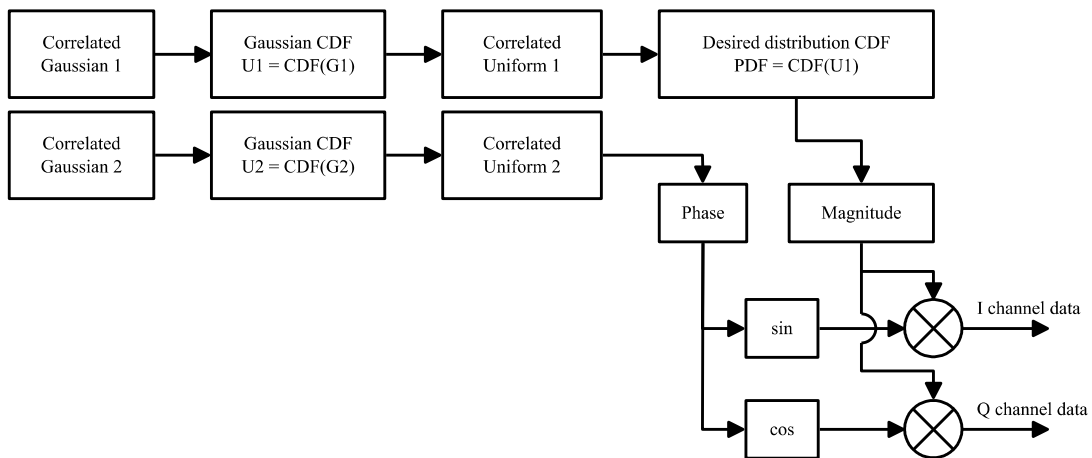 Correlated
Gaussian 1
Gaussian CDF
U1 = CDF(G1)
Correlated
Uniform 1
Desired distribution CDF
PDF = CDF(U1)
Correlated
Gaussian 2
Gaussian CDF
U2 = CDF(G2)
Correlated
Uniform 2
Phase
Magnitude
sin
I channel data
cos
Q channel data